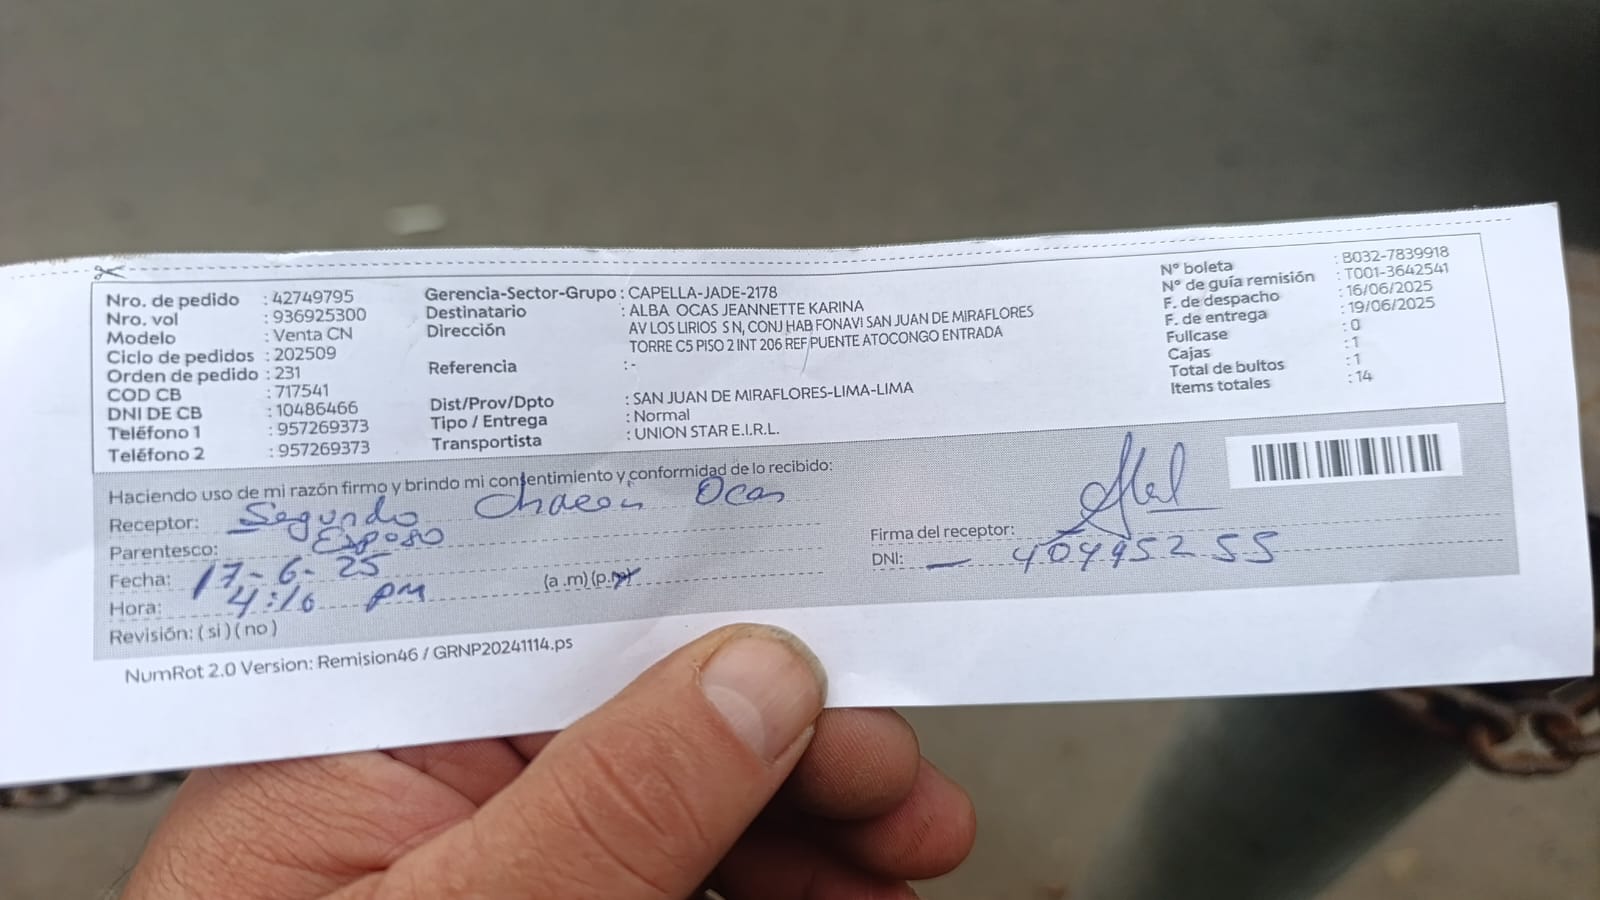 Nro. de pedido : 42749795
Nro. vol : 936925300
Modelo : Venta CN
Ciclo de pedidos : 202509
Orden de pedido : 231
COD CB : 717541
DNI DE CB : 10486466
Teléfono 1 : 957269373
Teléfono 2 : 957269373
Gerencia-Sector-Grupo : CAPELLA-JADE-2178
Destinatario : ALBA OCAS JEANNETTE KARINA
Dirección : AV LOS LIRIOS S N, CONJ HAB FONAVI SAN JUAN DE MIRAFLORES
TORRE C5 PISO 2 INT 206 REF PUENTE ATOCONGO ENTRADA
Referencia : -
Dist/Prov/Dpto : SAN JUAN DE MIRAFLORES-LIMA-LIMA
Tipo / Entrega : Normal
Transportista : UNION STAR E.I.R.L.
N° boleta : B032-7839918
N° de guía remisión : T001-3642541
F. de despacho : 16/06/2025
F. de entrega : 19/06/2025
Fullcase : 0
Cajas : 1
Total de bultos : 1
Items totales : 14
Haciendo uso de mi razón firmo y brindo mi consentimiento y conformidad de lo recibido:
Receptor: Segundo Chacón Ocas
Parentesco: Esposo
Fecha: 17-6-25
Hora: 4:10 pm (a .m) (p.m)
Revisión: ( si ) ( no )
Firma del receptor:
DNI: - 40495255
NumRot 2.0 Version: Remision46 / GRNP20241114.ps